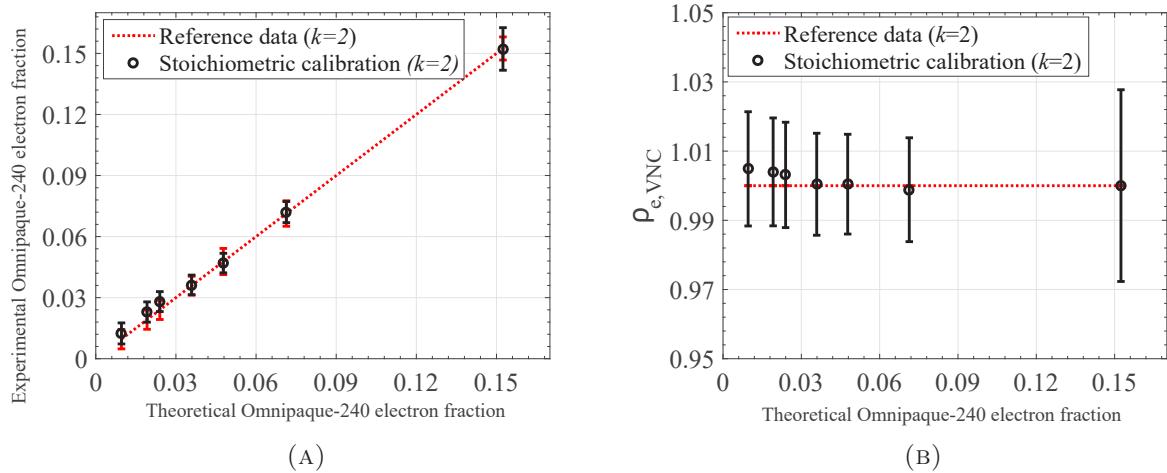 Experimental Omnipaque-240 electron fraction
0.15
0.12
0.09
0.06
0.03
0
Reference data (k=2)
Stoichiometric calibration (k=2)
0 0.03 0.06 0.09 0.12 0.15
Theoretical Omnipaque-240 electron fraction
(A)
ρe,VNC
1.05
1.03
1.01
0.99
0.97
0.95
Reference data (k=2)
Stoichiometric calibration (k=2)
0 0.03 0.06 0.09 0.12 0.15
Theoretical Omnipaque-240 electron fraction
(B)